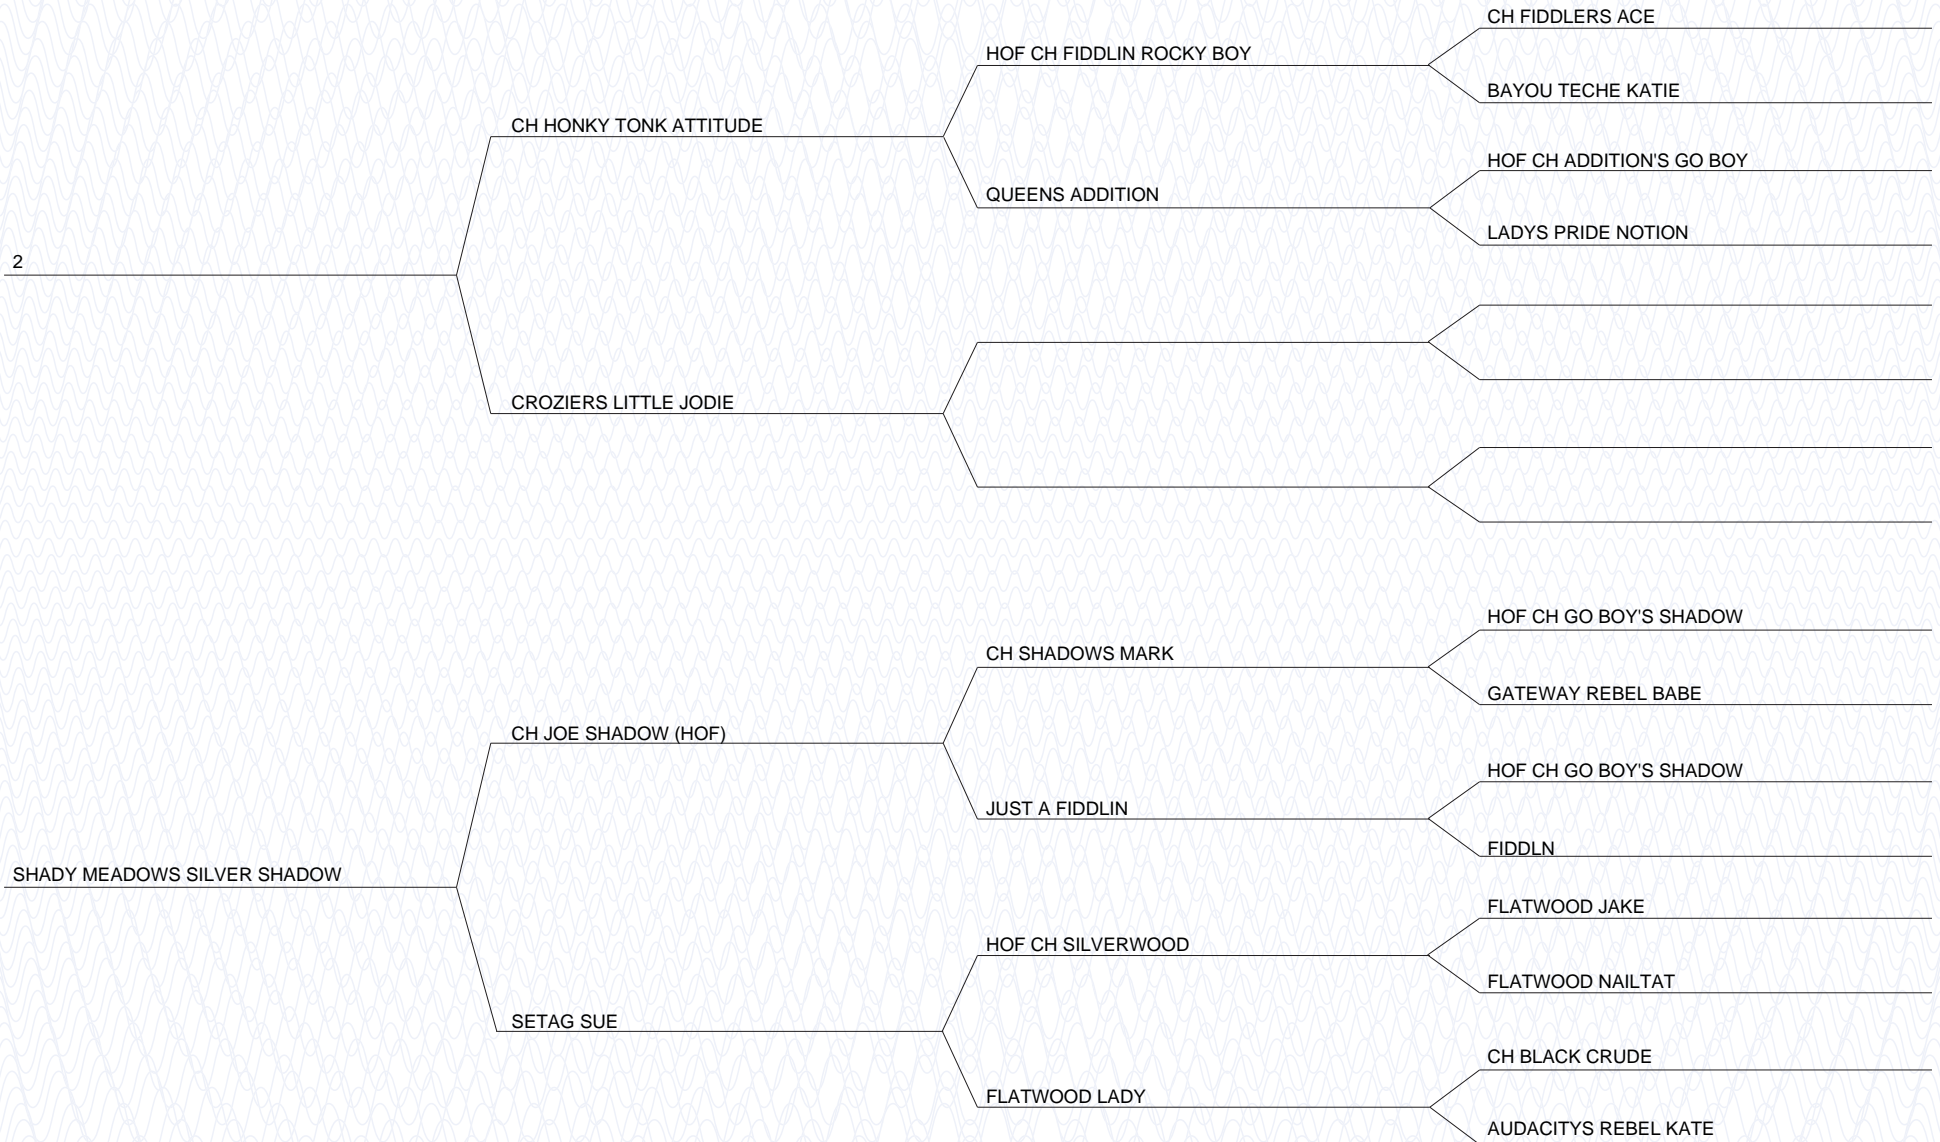 CH FIDDLERS ACE
HOF CH FIDDLIN ROCKY BOY
BAYOU TECHE KATIE
CH HONKY TONK ATTITUDE
HOF CH ADDITION'S GO BOY
QUEENS ADDITION
LADYS PRIDE NOTION
2
CROZIERS LITTLE JODIE
HOF CH GO BOY'S SHADOW
CH SHADOWS MARK
GATEWAY REBEL BABE
CH JOE SHADOW (HOF)
HOF CH GO BOY'S SHADOW
JUST A FIDDLIN
FIDDLN
SHADY MEADOWS SILVER SHADOW
FLATWOOD JAKE
HOF CH SILVERWOOD
FLATWOOD NAILTAT
SETAG SUE
CH BLACK CRUDE
FLATWOOD LADY
AUDACITYS REBEL KATE